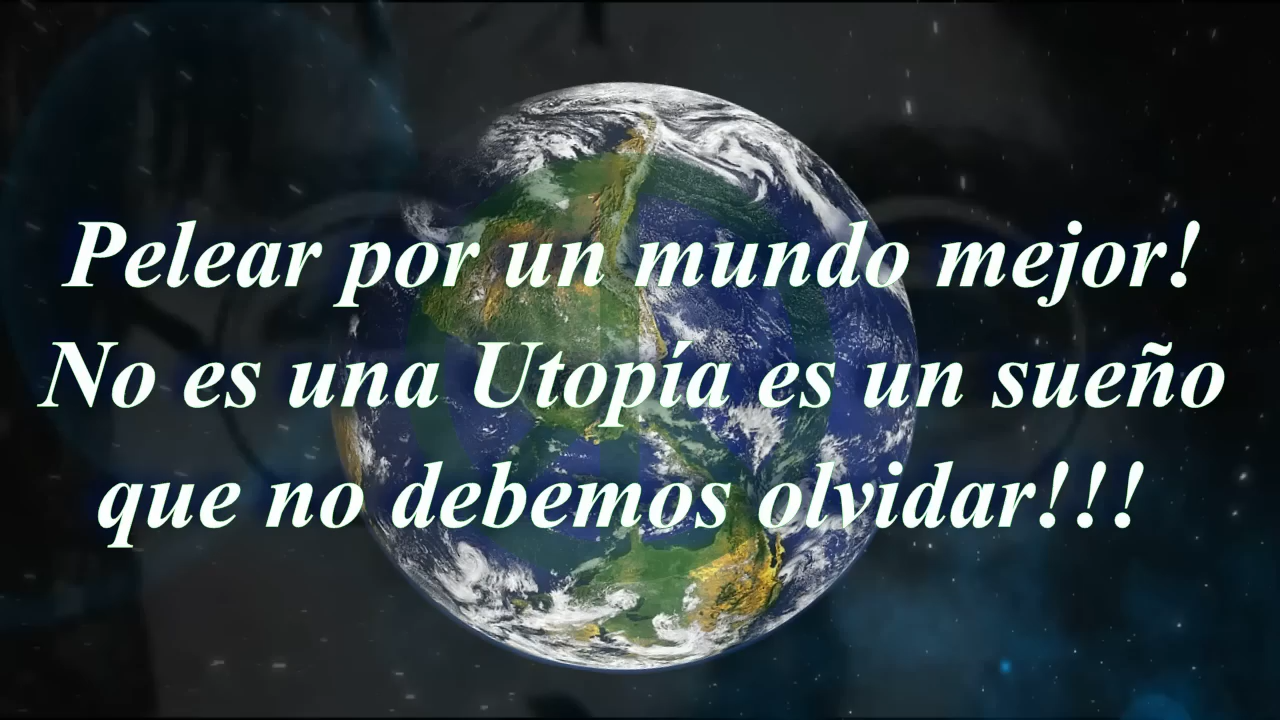 Pelear por un mundo mejor!
No es una Utopía es un sueño
que no debemos olvidar!!!